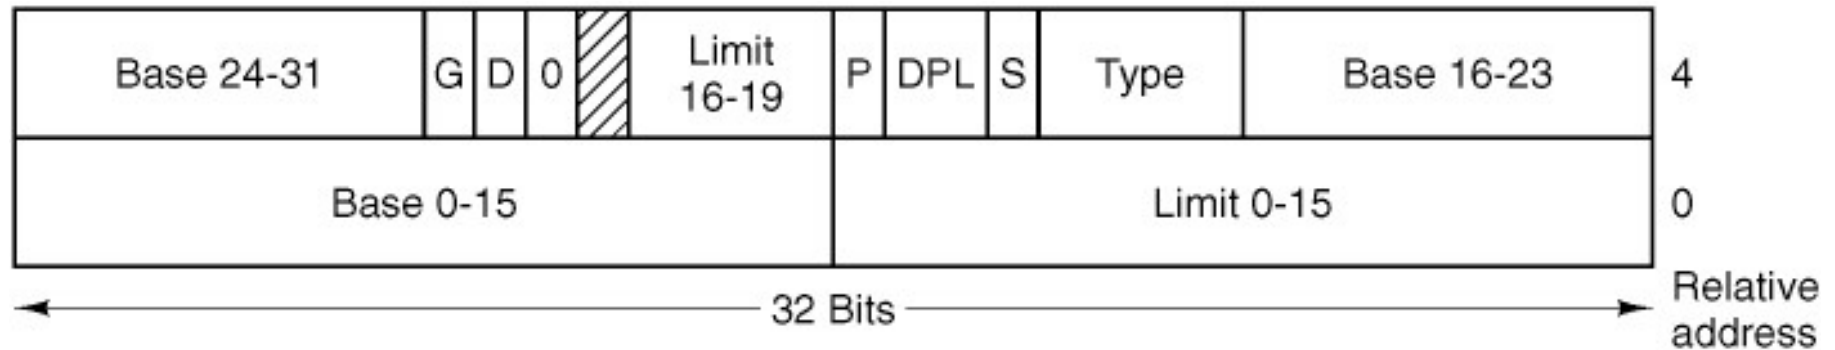 Base 24-31 G D 0 Limit 16-19 P DPL S Type Base 16-23 4
Base 0-15 Limit 0-15 0
32 Bits
Relative
address